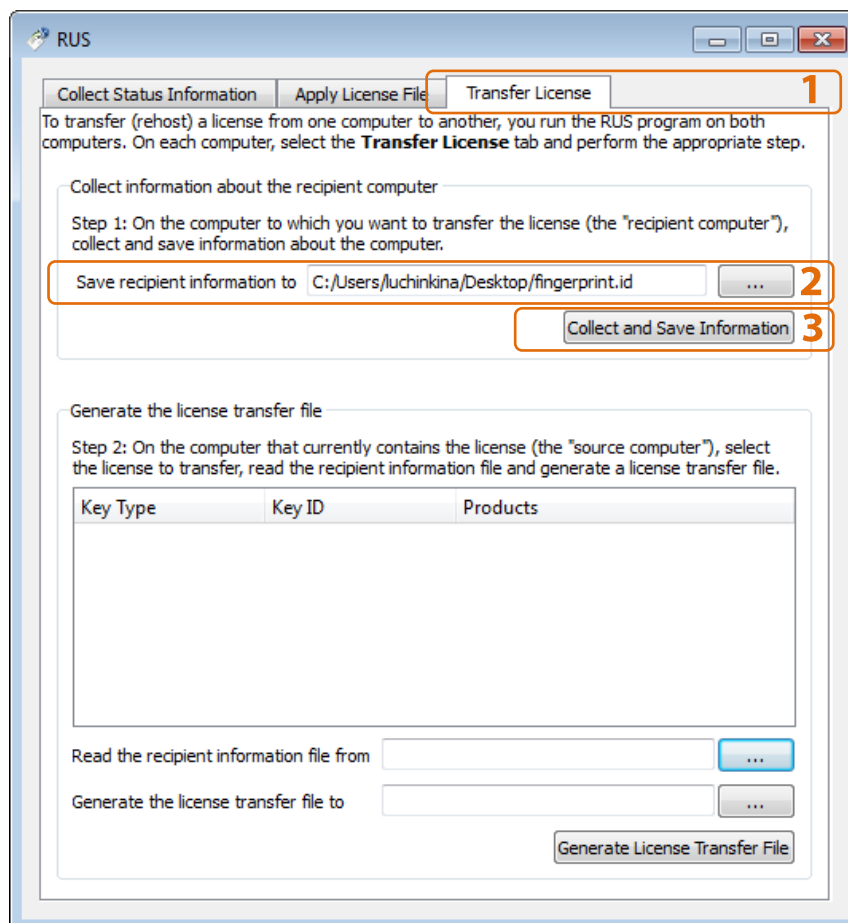 RUS
Collect Status Information Apply License File Transfer License 1
To transfer (rehost) a license from one computer to another, you run the RUS program on both
computers. On each computer, select the Transfer License tab and perform the appropriate step.
Collect information about the recipient computer
Step 1: On the computer to which you want to transfer the license (the "recipient computer"),
collect and save information about the computer.
Save recipient information to C:/Users/luchinkina/Desktop/fingerprint.id ... 2
Collect and Save Information 3
Generate the license transfer file
Step 2: On the computer that currently contains the license (the "source computer"), select
the license to transfer, read the recipient information file and generate a license transfer file.
Key Type Key ID Products
Read the recipient information file from ...
Generate the license transfer file to ...
Generate License Transfer File